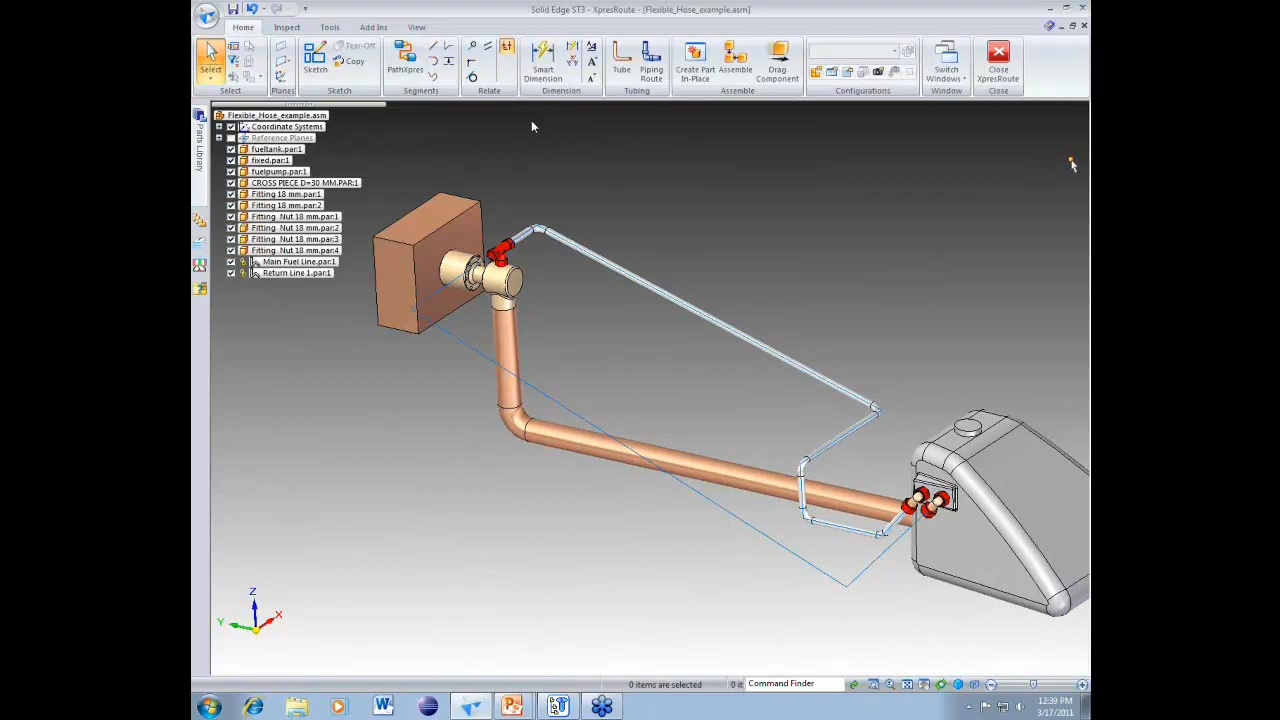 Solid Edge ST3 - XpresRoute - [Flexible_Hose_example.asm]
Home Inspect Tools Add Ins View
Select
Sketch
Tear-Off
Copy
PathXpres
Smart Dimension
Tube
Piping Route
Create Part In-Place
Assemble
Drag Component
Switch Windows
Close XpresRoute
Select Planes Sketch Segments Relate Dimension Tubing Assemble Configurations Window Close
Parts Library
Flexible_Hose_example.asm
Coordinate Systems
Reference Planes
fueltank.par:1
fixed.par:1
fuelpump.par:1
CROSS PIECE D=30 MM.PAR:1
Fitting 18 mm.par:1
Fitting 18 mm.par:2
Fitting_Nut 18 mm.par:1
Fitting_Nut 18 mm.par:2
Fitting_Nut 18 mm.par:3
Fitting_Nut 18 mm.par:4
Main Fuel Line.par:1
Return Line 1.par:1
Z
X
Y
0 items are selected
0 it
Command Finder
12:39 PM
3/17/2011